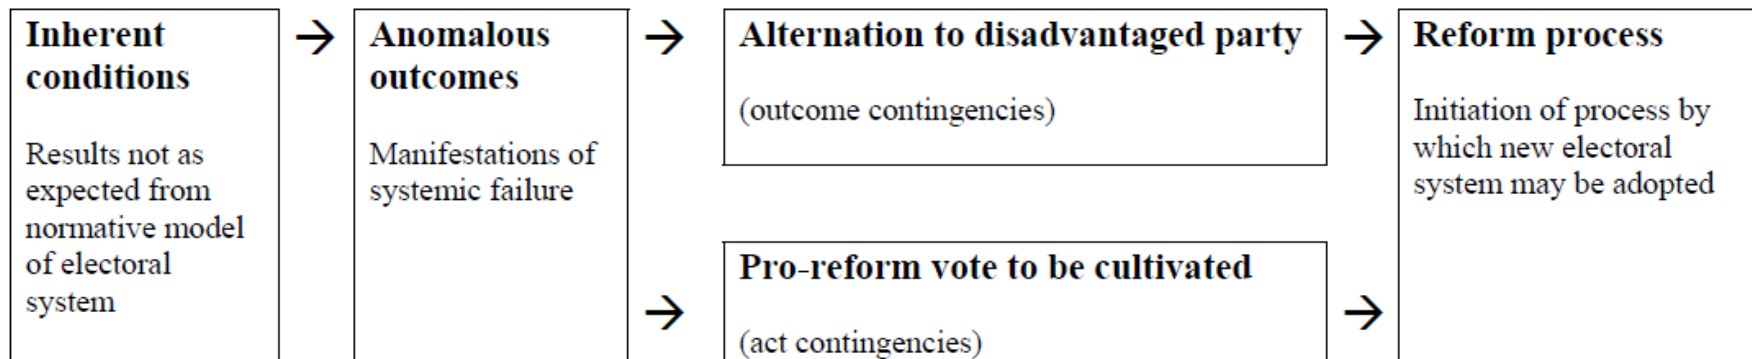 Inherent
conditions
Results not as
expected from
normative model
of electoral
system
→
Anomalous
outcomes
Manifestations of
systemic failure
→
Alternation to disadvantaged party
(outcome contingencies)
→
Pro-reform vote to be cultivated
(act contingencies)
→
→
Reform process
Initiation of process by
which new electoral
system may be adopted